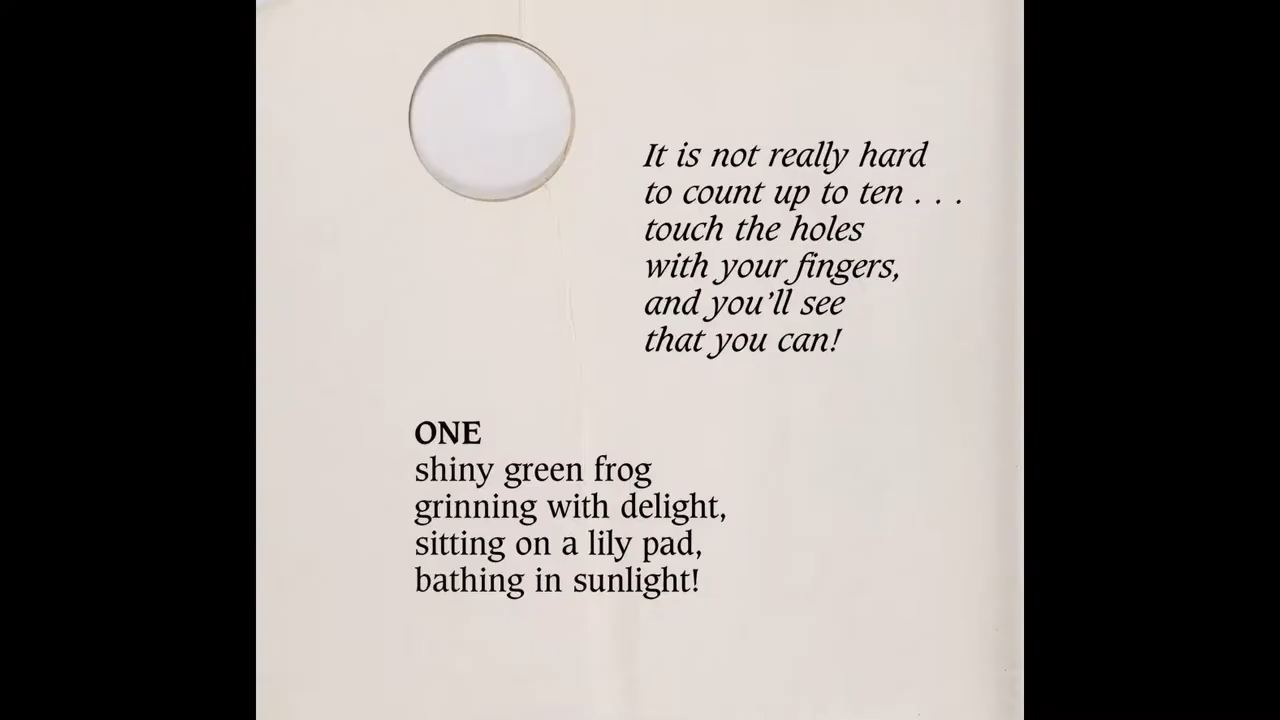 It is not really hard
to count up to ten . . .
touch the holes
with your fingers,
and you’ll see
that you can!
ONE
shiny green frog
grinning with delight,
sitting on a lily pad,
bathing in sunlight!